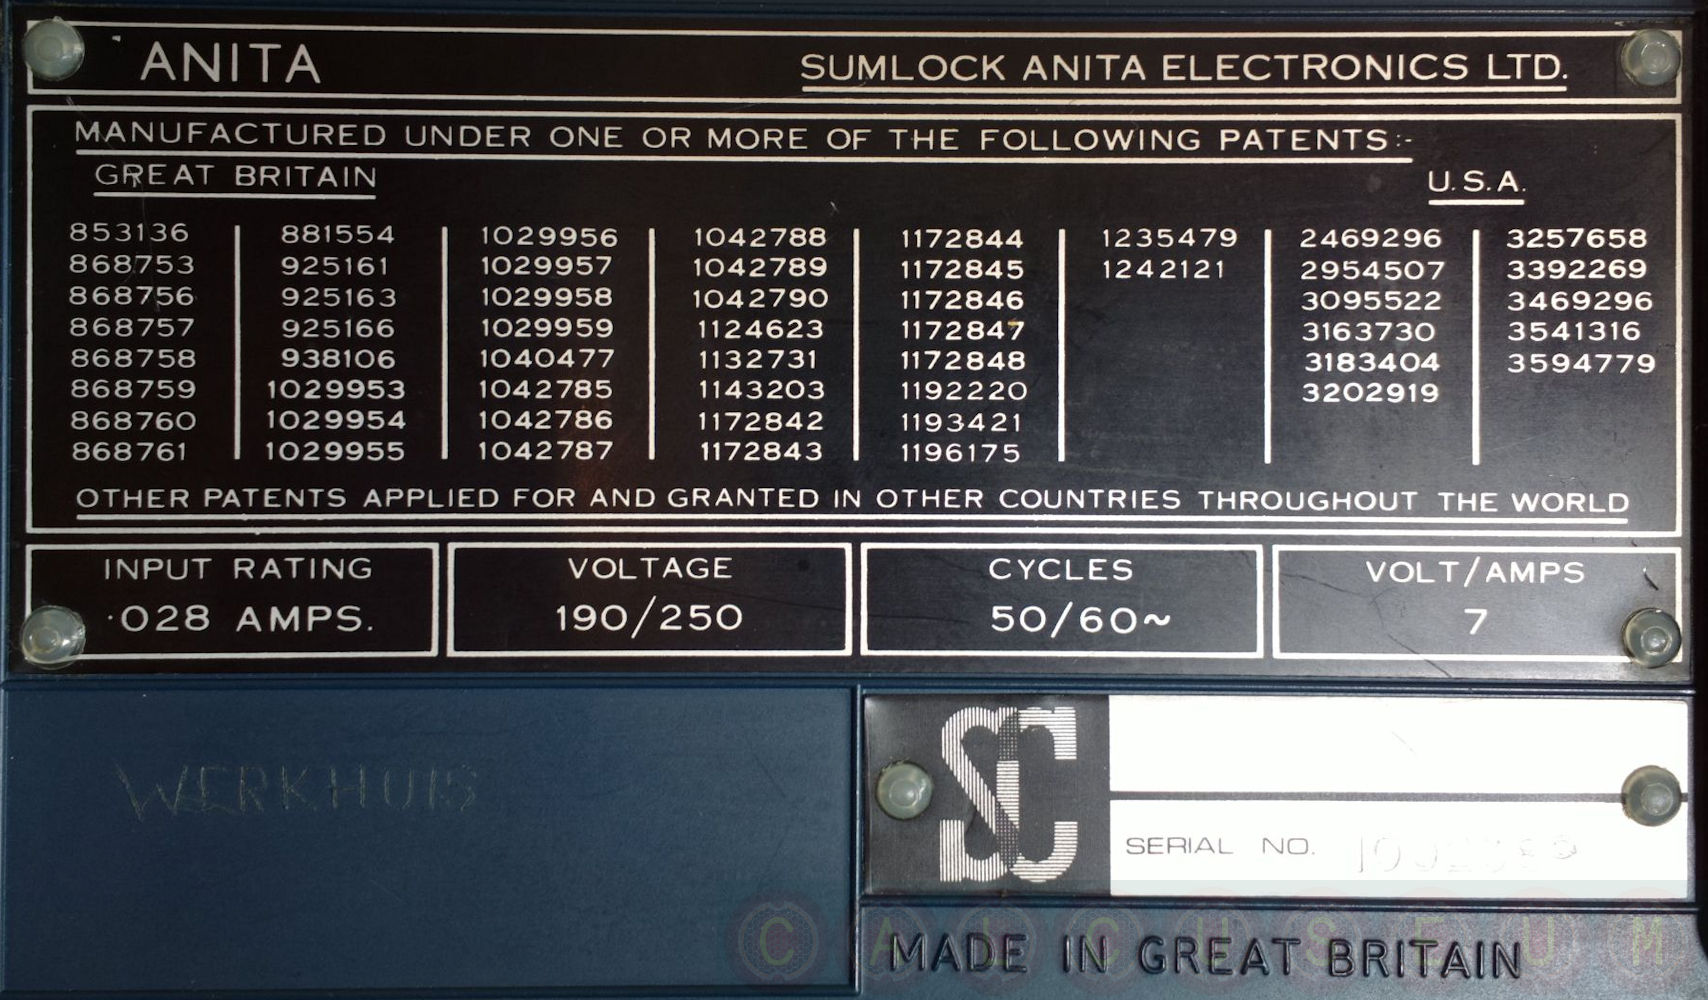 ANITA
SUMLOCK ANITA ELECTRONICS LTD.
MANUFACTURED UNDER ONE OR MORE OF THE FOLLOWING PATENTS:-
GREAT BRITAIN U.S.A.
853136 881554 1029956 1042788 1172844 1235479 2469296 3257658
868753 925161 1029957 1042789 1172845 1242121 2954507 3392269
868756 925163 1029958 1042790 1172846 3095522 3469296
868757 925166 1029959 1124623 1172847 3163730 3541316
868758 938106 1040477 1132731 1172848 3183404 3594779
868759 1029953 1042785 1143203 1192220 3202919
868760 1029954 1042786 1172842 1193421
868761 1029955 1042787 1172843 1196175
OTHER PATENTS APPLIED FOR AND GRANTED IN OTHER COUNTRIES THROUGHOUT THE WORLD
INPUT RATING VOLTAGE CYCLES VOLT/AMPS
·028 AMPS. 190/250 50/60~ 7
WERKHUIS
SC
SERIAL NO.
MADE IN GREAT BRITAIN
CALCUSEUM